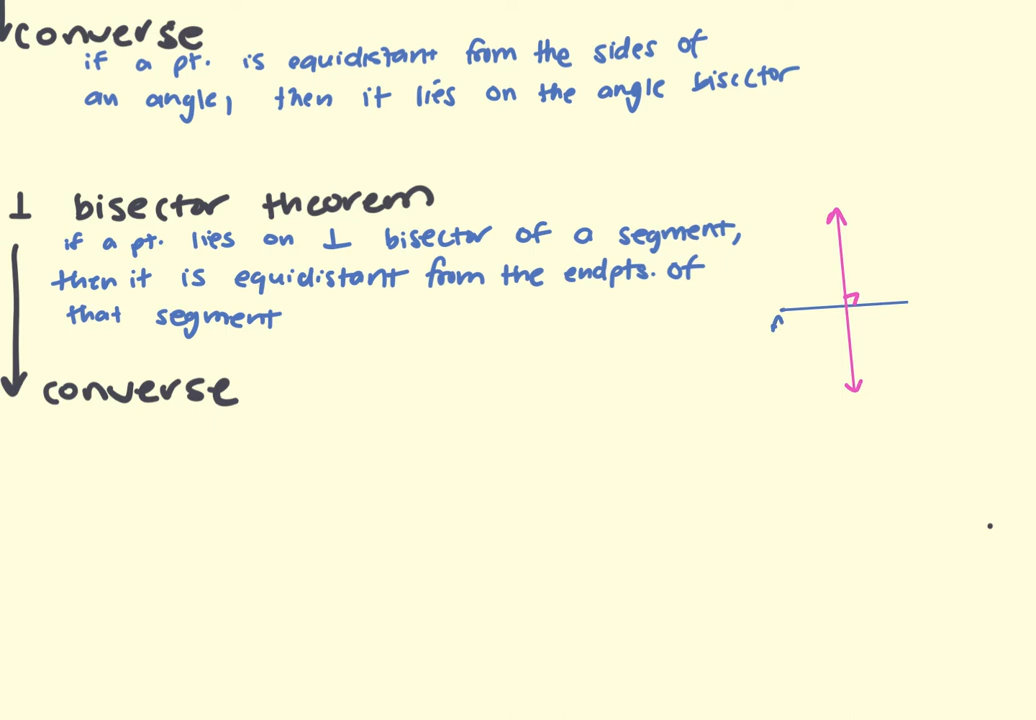 converse
if a pt. is equidistant from the sides of
an angle, then it lies on the angle bisector
⊥ bisector theorem
if a pt. lies on ⊥ bisector of a segment,
then it is equidistant from the endpts. of
that segment
converse